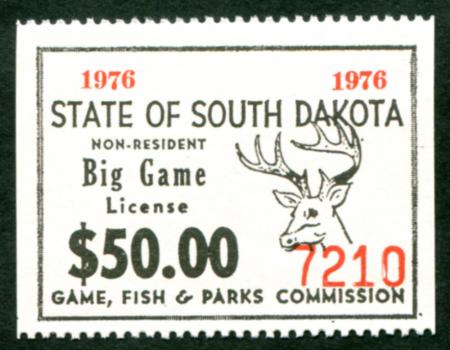 1976 1976
STATE OF SOUTH DAKOTA
NON-RESIDENT
Big Game
License
$50.00
7210
GAME, FISH & PARKS COMMISSION